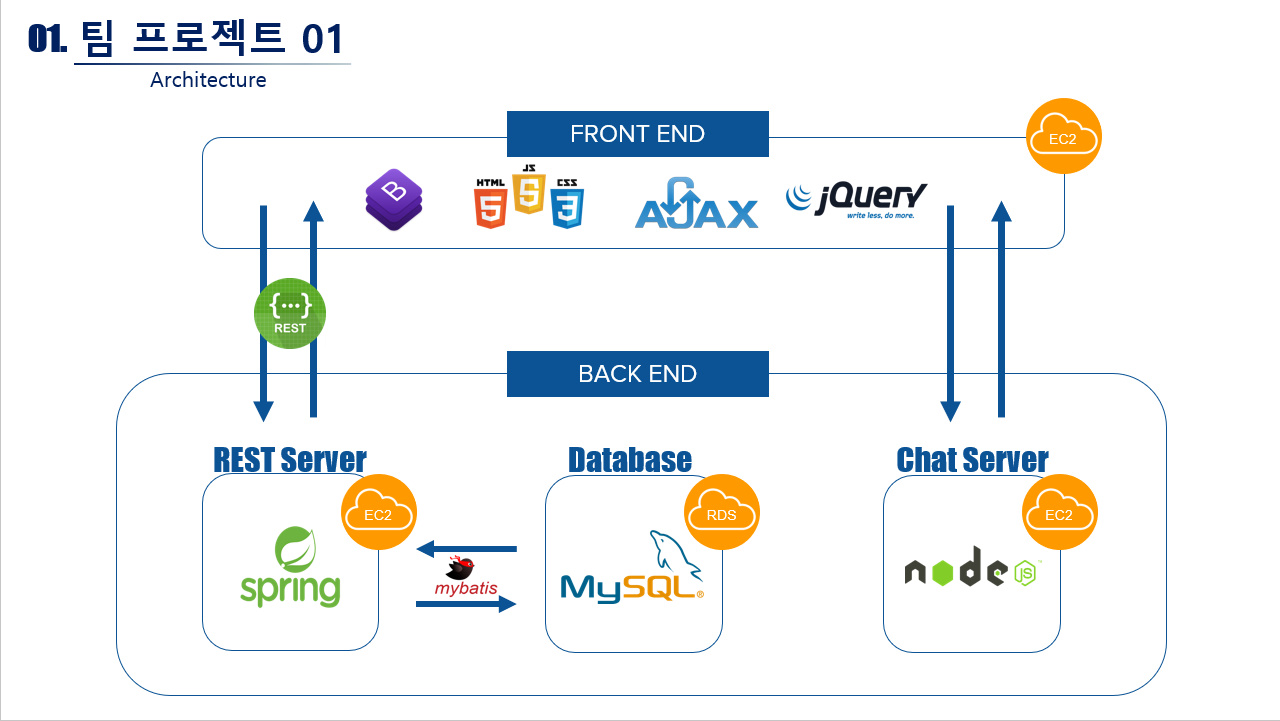 01. 팀 프로젝트 01
Architecture
FRONT END
EC2
B
HTML
5
JS
5
CSS
3
AJAX
jQuery
write less, do more.
{...}
REST
BACK END
REST Server
Database
Chat Server
EC2
RDS
EC2
spring
mybatis
MySQL®
node
JS
™